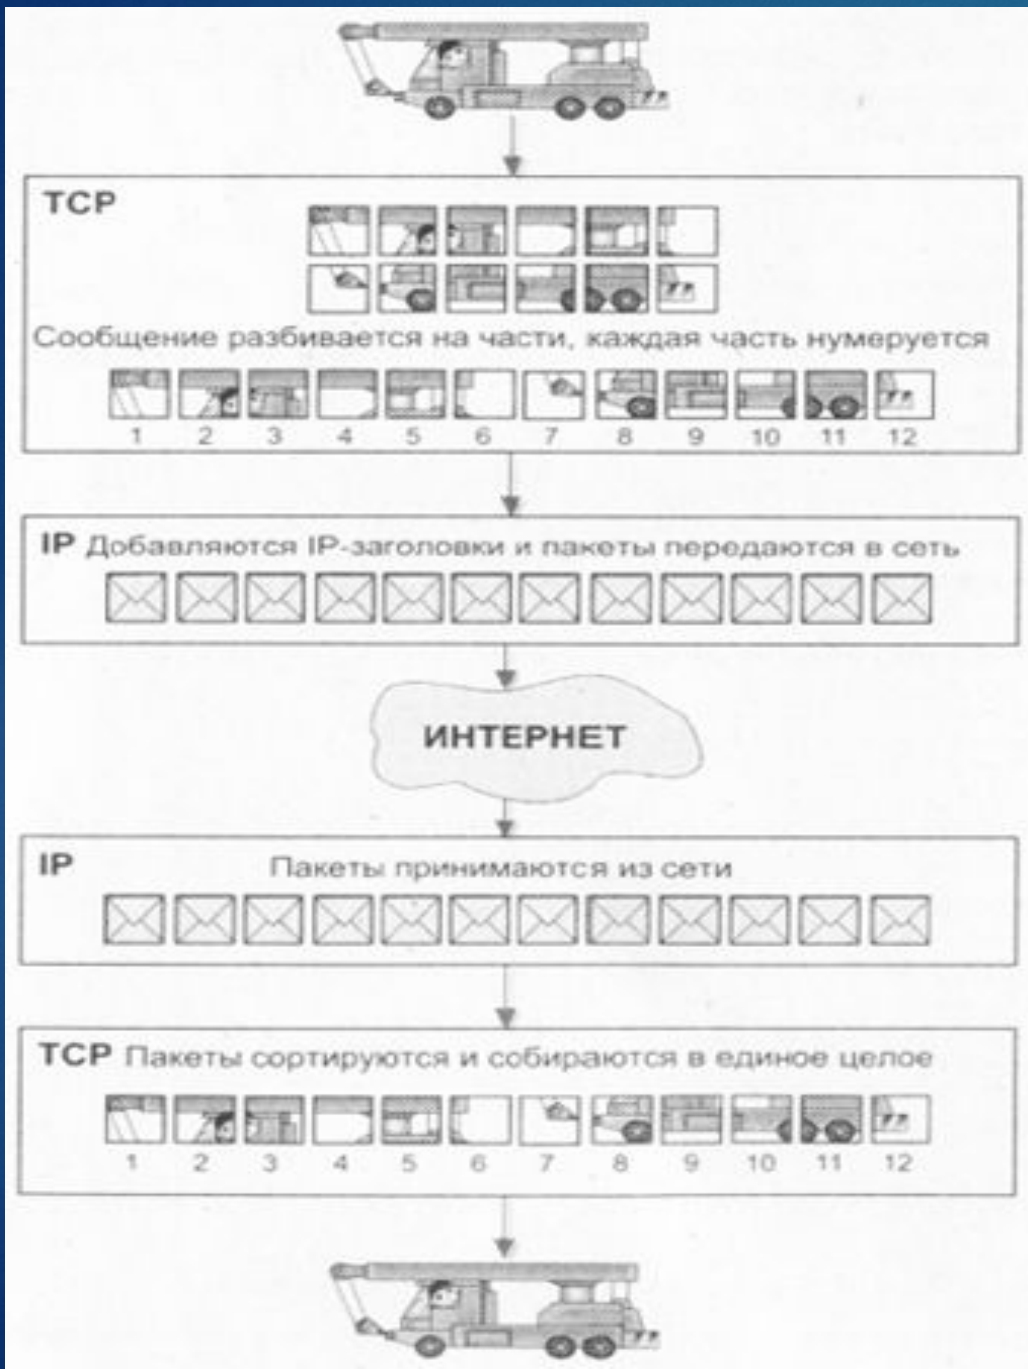 TCP
Сообщение разбивается на части, каждая часть нумеруется
1 2 3 4 5 6 7 8 9 10 11 12
IP Добавляются IP-заголовки и пакеты передаются в сеть
ИНТЕРНЕТ
IP Пакеты принимаются из сети
TCP Пакеты сортируются и собираются в единое целое
1 2 3 4 5 6 7 8 9 10 11 12